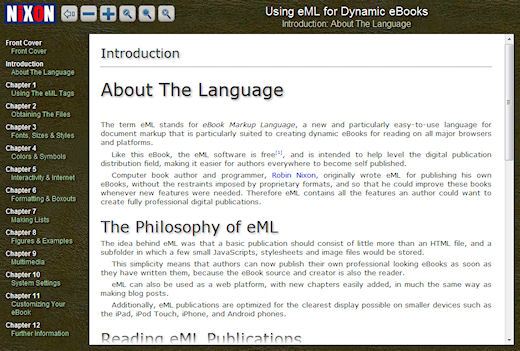 NIXON
Using eML for Dynamic eBooks
Introduction: About The Language
Front Cover
Front Cover
Introduction
About The Language
Chapter 1
Using The eML Tags
Chapter 2
Obtaining The Files
Chapter 3
Fonts, Sizes & Styles
Chapter 4
Colors & Symbols
Chapter 5
Interactivity & Internet
Chapter 6
Formatting & Boxouts
Chapter 7
Making Lists
Chapter 8
Figures & Examples
Chapter 9
Multimedia
Chapter 10
System Settings
Chapter 11
Customizing Your
eBook
Chapter 12
Further Information
Introduction
About The Language
The term eML stands for eBook Markup Language, a new and particularly easy-to-use language for
document markup that is particularly suited to creating dynamic eBooks for reading on all major browsers
and platforms.
Like this eBook, the eML software is free[1], and is intended to help level the digital publication
distribution field, making it easier for authors everywhere to become self published.
Computer book author and programmer, Robin Nixon, originally wrote eML for publishing his own
eBooks, without the restraints imposed by proprietary formats, and so that he could improve these books
whenever new features were needed. Therefore eML contains all the features an author could want to
create fully professional digital publications.
The Philosophy of eML
The idea behind eML was that a basic publication should consist of little more than an HTML file, and a
subfolder in which a few small JavaScripts, stylesheets and image files would be stored.
This simplicity means that authors can now publish their own professional looking eBooks as soon as
they have written them, because the eBook source and creator is also the reader.
eML can also be used as a web platform, with new chapters easily added, in much the same way as
making blog posts.
Additionally, eML publications are optimized for the clearest display possible on smaller devices such as
the iPad, iPod Touch, iPhone, and Android phones.
Reading eML Publications